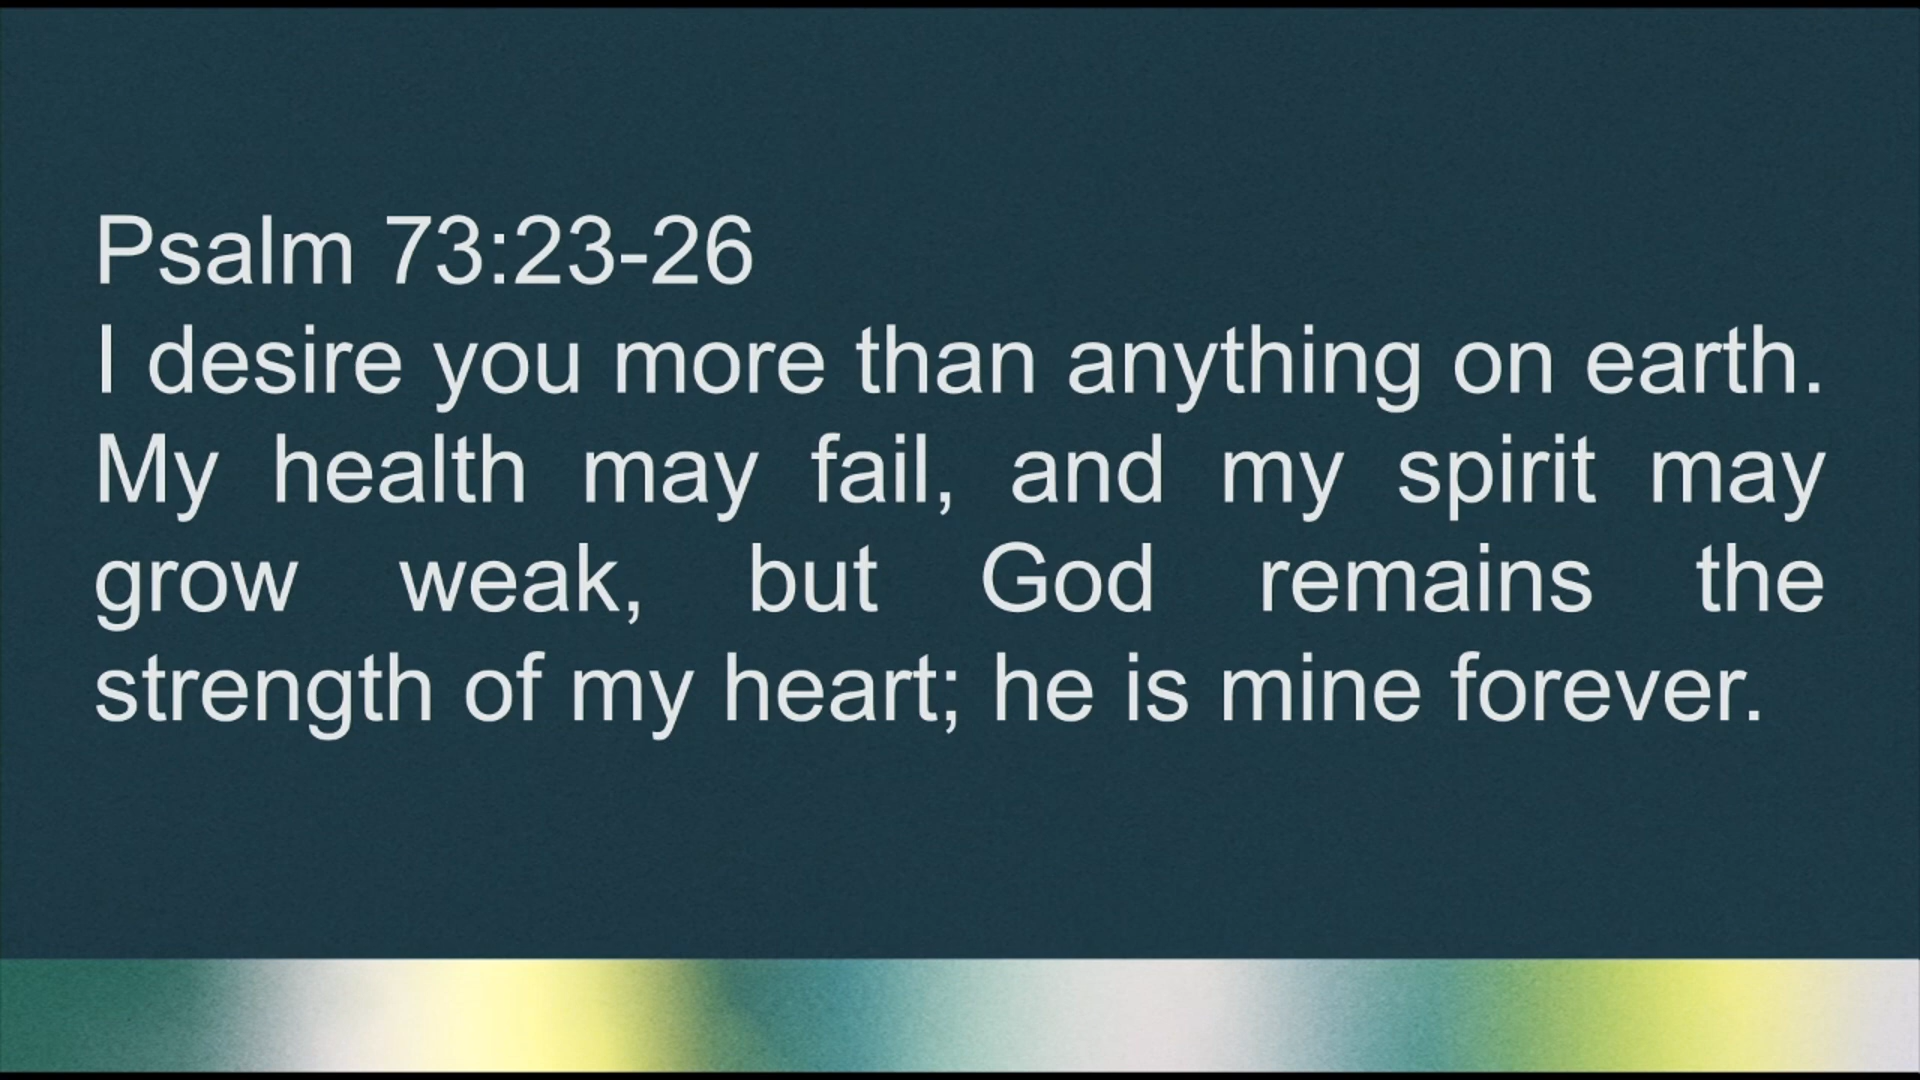 Psalm 73:23-26
I desire you more than anything on earth.
My health may fail, and my spirit may
grow weak, but God remains the
strength of my heart; he is mine forever.